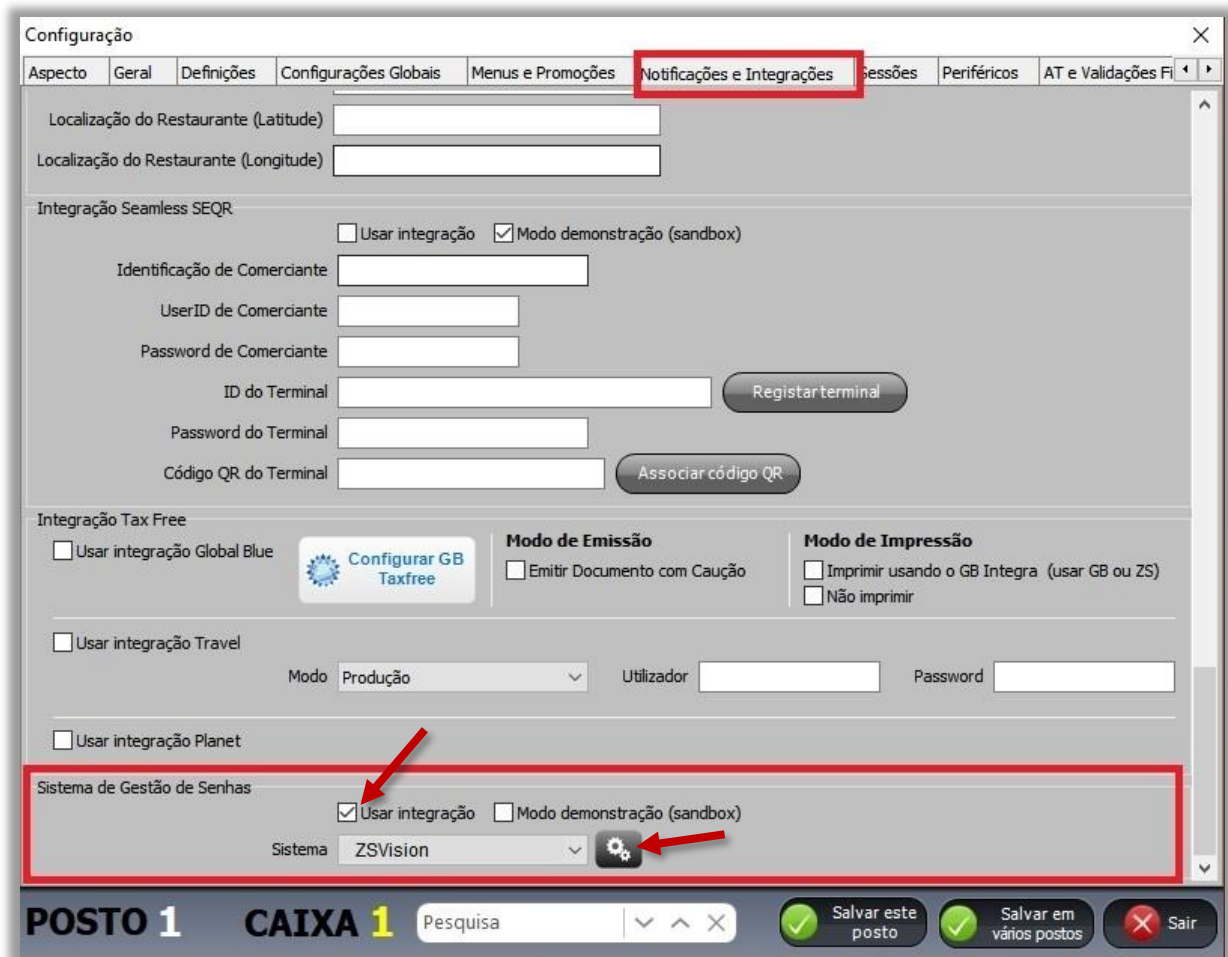 Configuração
Aspecto Geral Definições Configurações Globais Menus e Promoções Notificações e Integrações Sessões Periféricos AT e Validações Fi
Localização do Restaurante (Latitude)
Localização do Restaurante (Longitude)
Integração Seamless SEQR
Usar integração Modo demonstração (sandbox)
Identificação de Comerciante
UserID de Comerciante
Password de Comerciante
ID do Terminal Registar terminal
Password do Terminal
Código QR do Terminal Associar código QR
Integração Tax Free
Usar integração Global Blue
Configurar GB
Taxfree
Modo de Emissão
Emitir Documento com Caução
Modo de Impressão
Imprimir usando o GB Integra (usar GB ou ZS)
Não imprimir
Usar integração Travel
Modo Produção Utilizador Password
Usar integração Planet
Sistema de Gestão de Senhas
Usar integração Modo demonstração (sandbox)
Sistema ZSVision
POSTO 1 CAIXA 1 Pesquisa
Salvar este
posto
Salvar em
vários postos
Sair